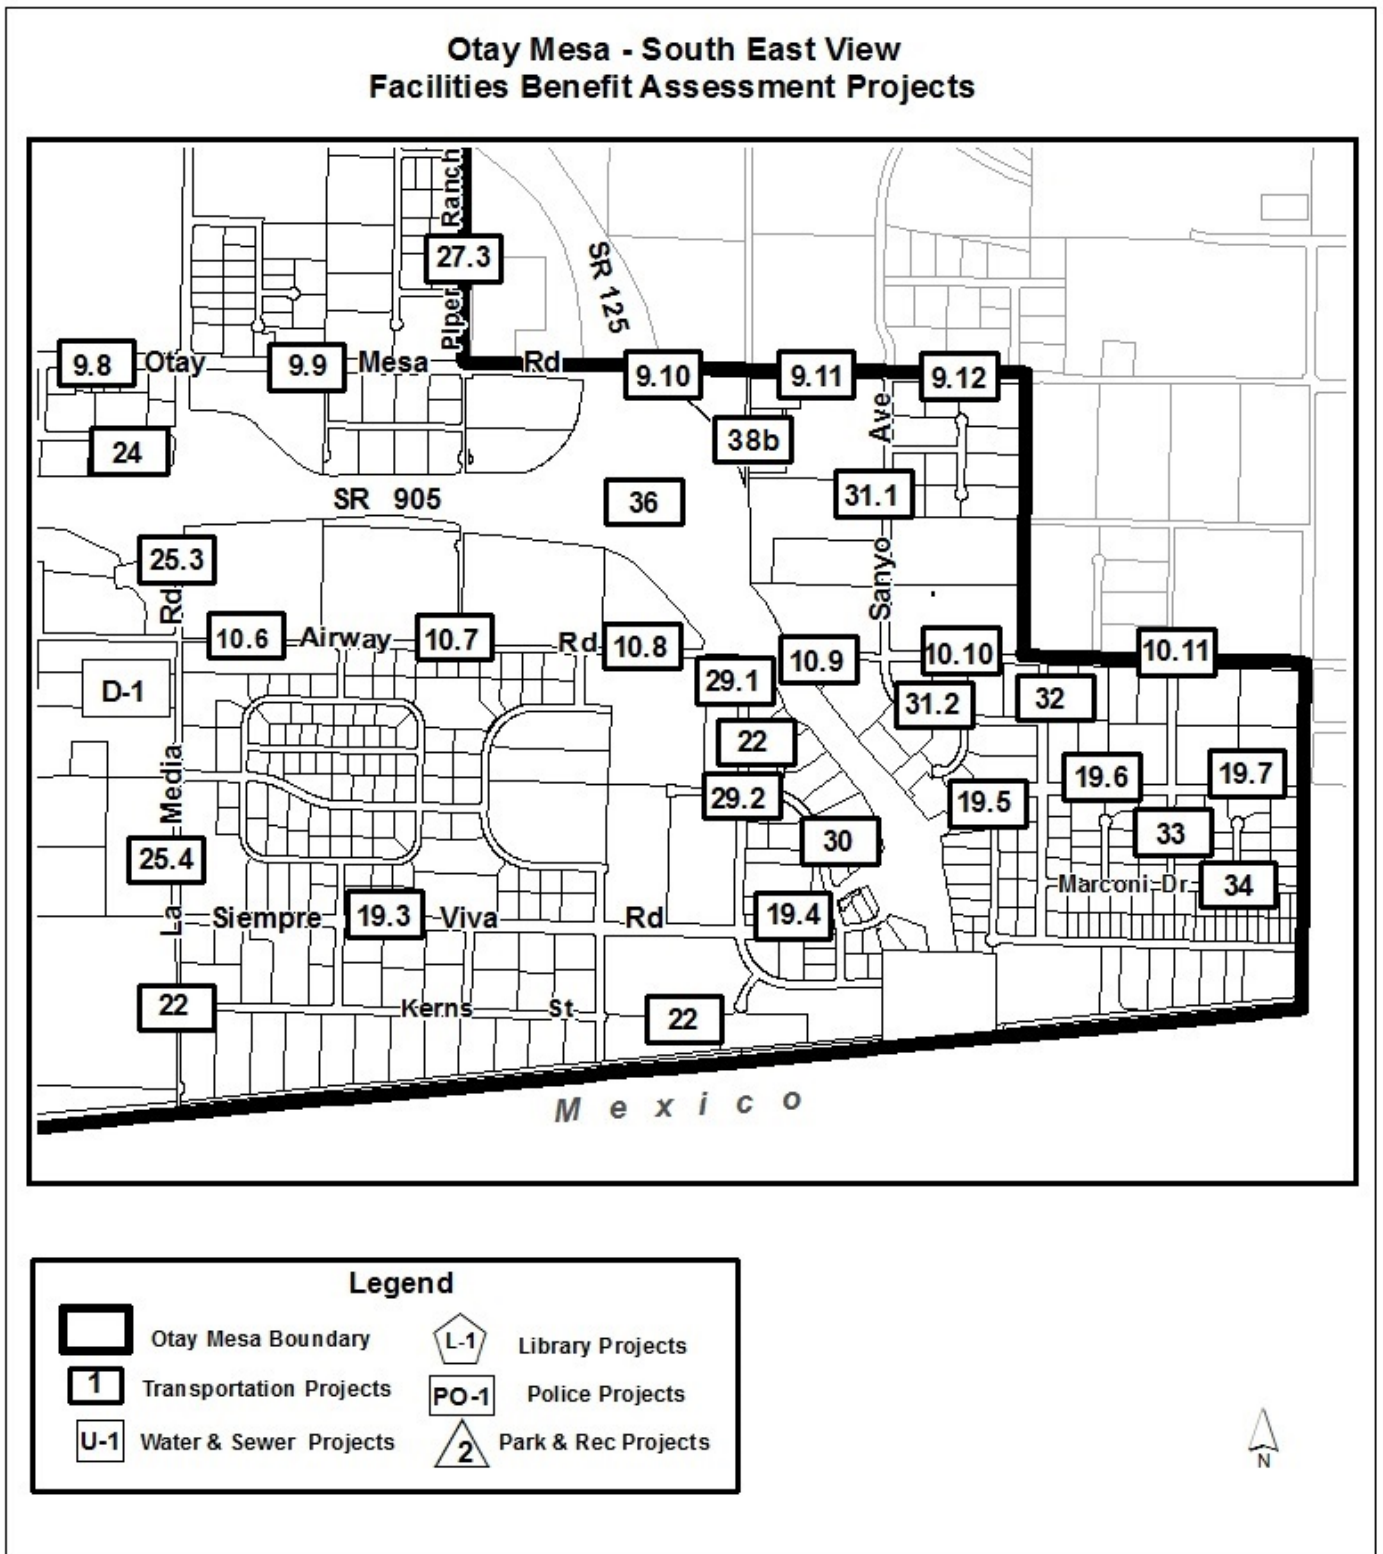 Otay Mesa - South East View
Facilities Benefit Assessment Projects
Piper Ranch
27.3
SR 125
9.8 Otay 9.9 Mesa Rd 9.10 9.11 9.12
24
38b
SR 905
36
31.1
Sanyo Ave
25.3
10.6 Airway 10.7 Rd 10.8 10.9 10.10 10.11
D-1
29.1
31.2
32
22
29.2
19.5
19.6
19.7
La Media Rd
25.4
30
33
Marconi Dr
34
Siempre 19.3 Viva Rd 19.4
22
Kerns St
22
Mexico
Legend
Otay Mesa Boundary
1 Transportation Projects
U-1 Water & Sewer Projects
L-1 Library Projects
PO-1 Police Projects
2 Park & Rec Projects
N